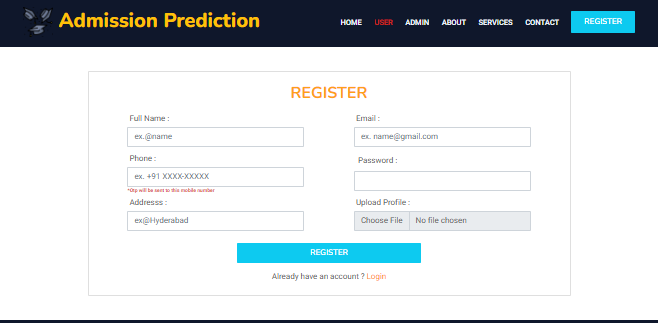 Admission Prediction
HOME USER ADMIN ABOUT SERVICES CONTACT REGISTER
REGISTER
Full Name : Email :
ex.@name ex. name@gmail.com
Phone : Password :
ex. +91 XXXX-XXXXX
*Otp will be sent to this mobile number
Addresss : Upload Profile :
ex@Hyderabad Choose File No file chosen
REGISTER
Already have an account ? Login